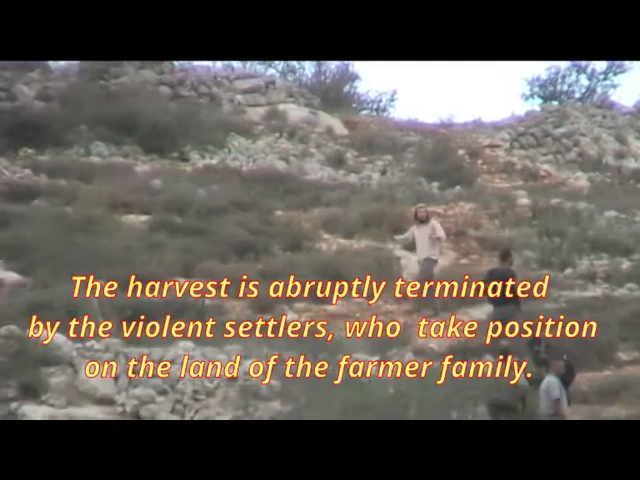 The harvest is abruptly terminated
by the violent settlers, who take position
on the land of the farmer family.